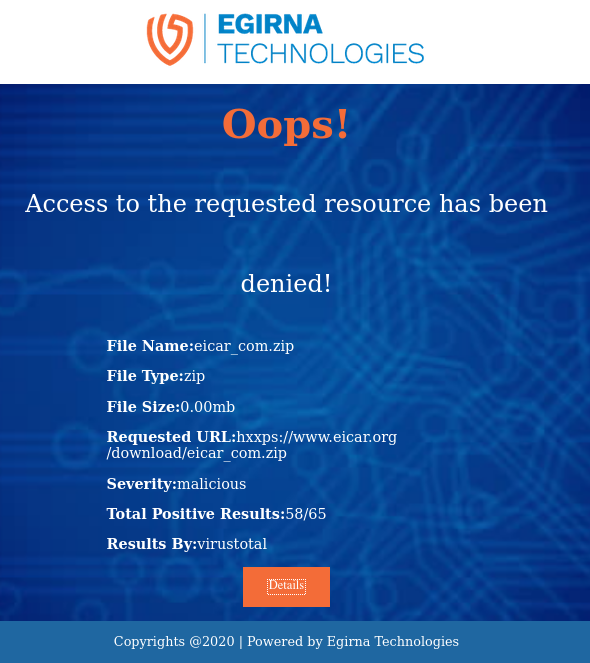 EGIRNA
TECHNOLOGIES
Oops!
Access to the requested resource has been
denied!
File Name:eicar_com.zip
File Type:zip
File Size:0.00mb
Requested URL:hxxps://www.eicar.org
/download/eicar_com.zip
Severity:malicious
Total Positive Results:58/65
Results By:virustotal
Details
Copyrights @2020 | Powered by Egirna Technologies